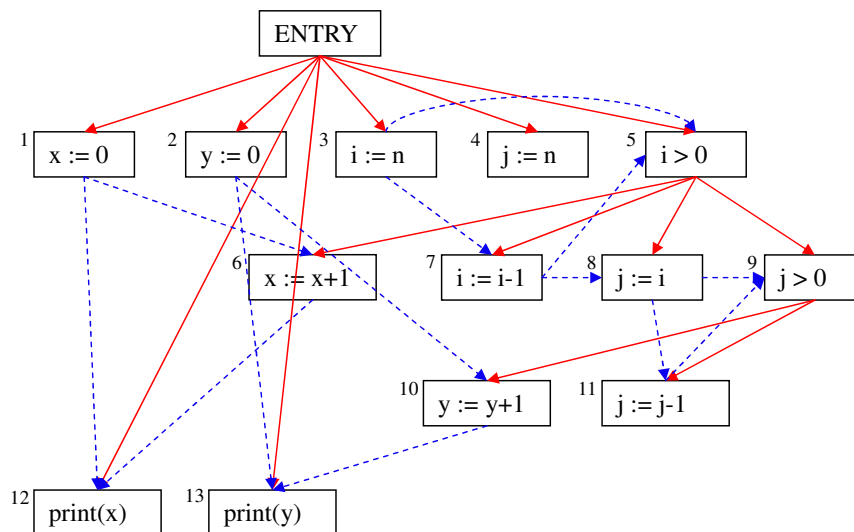 ENTRY
1 x := 0
2 y := 0
3 i := n
4 j := n
5 i > 0
6 x := x+1
7 i := i-1
8 j := i
9 j > 0
10 y := y+1
11 j := j-1
12 print(x)
13 print(y)